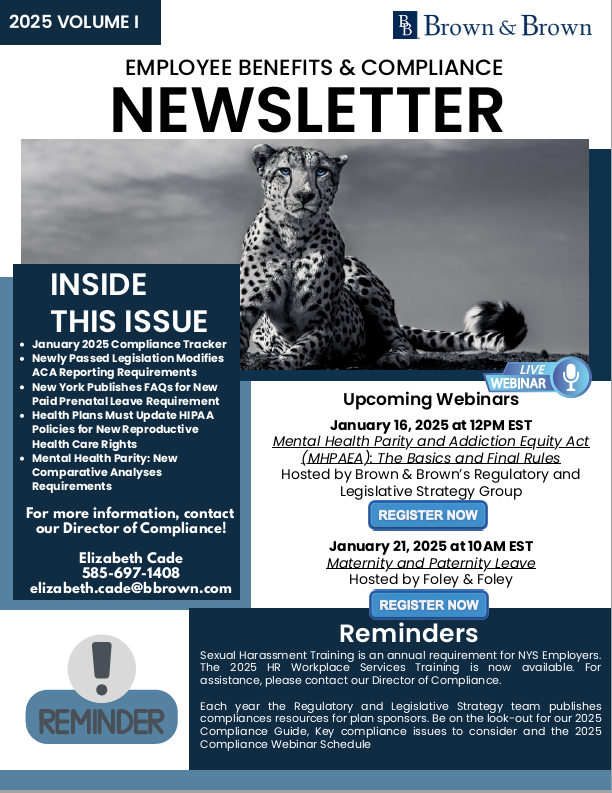 2025 VOLUME I
BB Brown & Brown
EMPLOYEE BENEFITS & COMPLIANCE
NEWSLETTER
INSIDE
THIS ISSUE
• January 2025 Compliance Tracker
• Newly Passed Legislation Modifies
ACA Reporting Requirements
• New York Publishes FAQs for New
Paid Prenatal Leave Requirement
• Health Plans Must Update HIPAA
Policies for New Reproductive
Health Care Rights
• Mental Health Parity: New
Comparative Analyses
Requirements
For more information, contact
our Director of Compliance!
Elizabeth Cade
585-697-1408
elizabeth.cade@bbrown.com
LIVE
WEBINAR
Upcoming Webinars
January 16, 2025 at 12PM EST
Mental Health Parity and Addiction Equity Act
(MHPAEA): The Basics and Final Rules
Hosted by Brown & Brown's Regulatory and
Legislative Strategy Group
REGISTER NOW
January 21, 2025 at 10AM EST
Maternity and Paternity Leave
Hosted by Foley & Foley
REGISTER NOW
!
REMINDER
Reminders
Sexual Harassment Training is an annual requirement for NYS Employers.
The 2025 HR Workplace Services Training is now available. For
assistance, please contact our Director of Compliance.
Each year the Regulatory and Legislative Strategy team publishes
compliances resources for plan sponsors. Be on the look-out for our 2025
Compliance Guide, Key compliance issues to consider and the 2025
Compliance Webinar Schedule